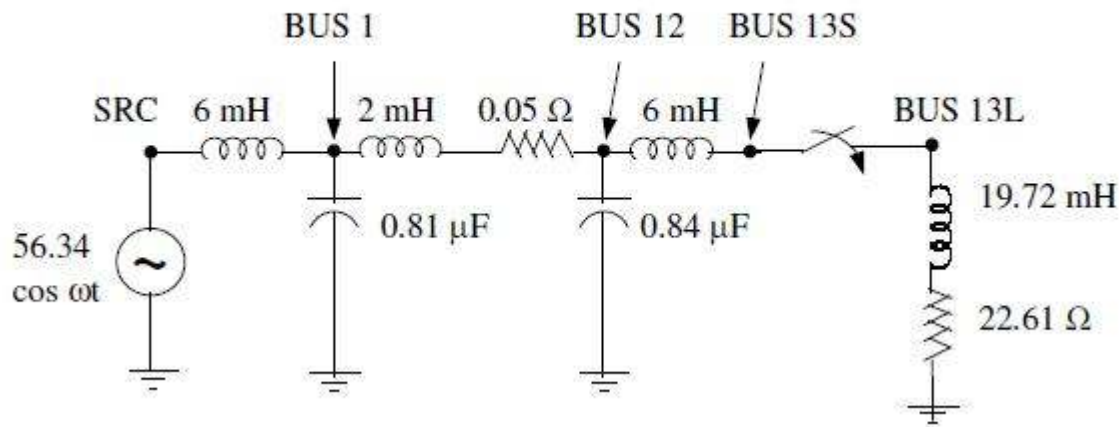 BUS 1
BUS 12
BUS 13S
SRC
6 mH
2 mH
0.05 Ω
6 mH
BUS 13L
19.72 mH
0.81 μF
0.84 μF
56.34
cos ωt
~
22.61 Ω